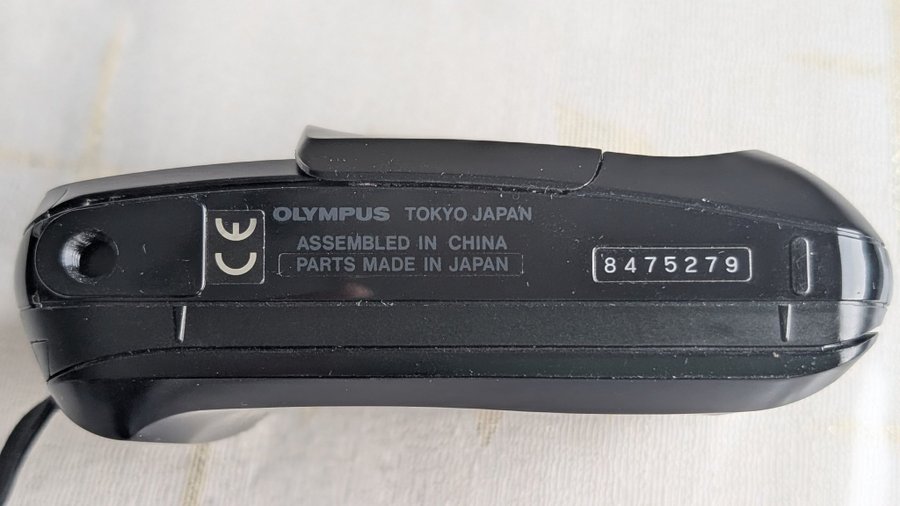 CE
OLYMPUS TOKYO JAPAN
ASSEMBLED IN CHINA
PARTS MADE IN JAPAN
8475279